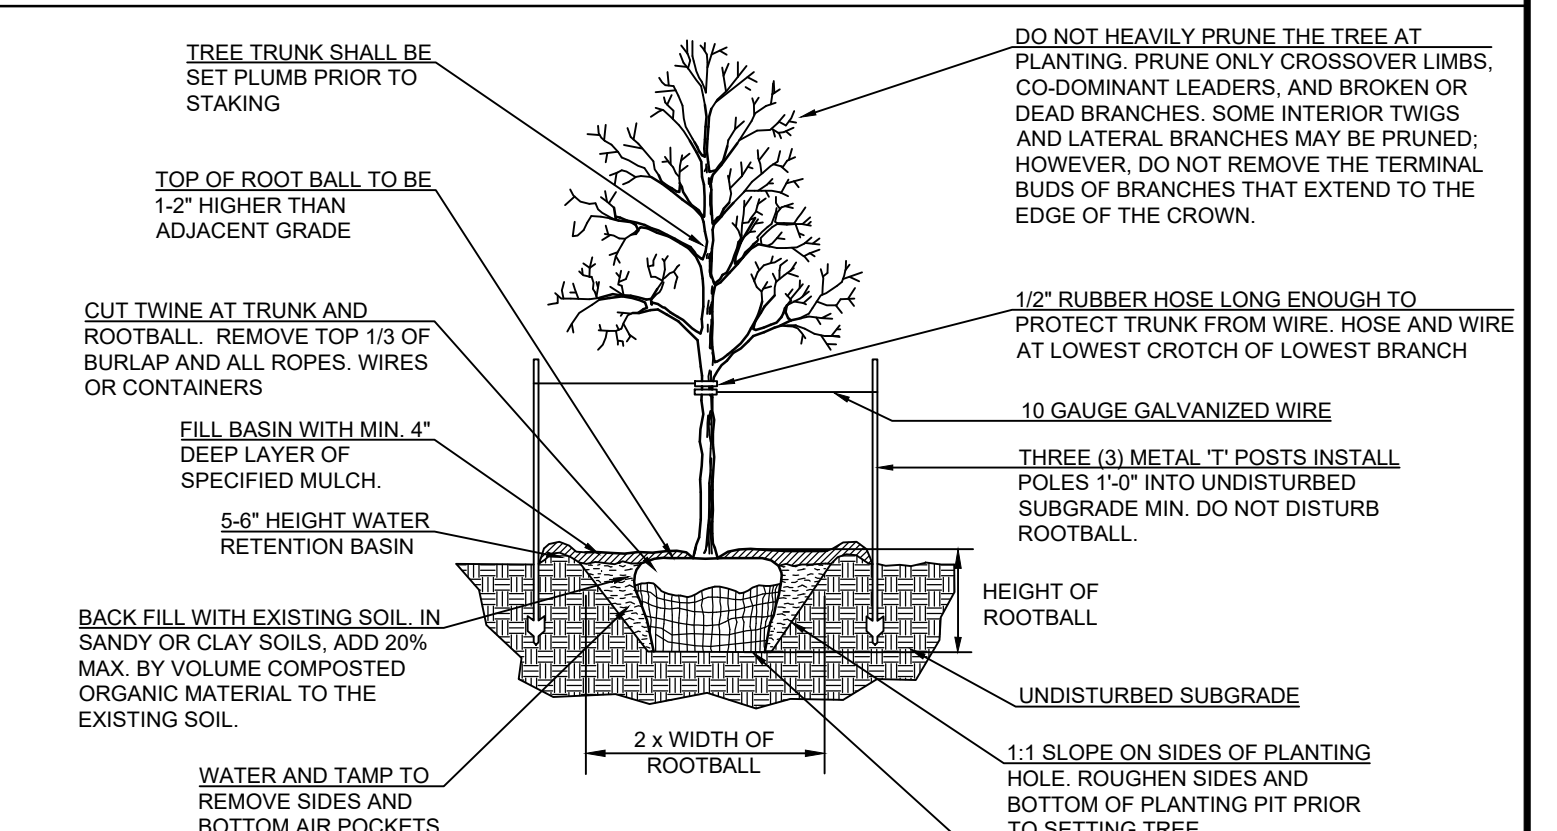 TREE TRUNK SHALL BE
SET PLUMB PRIOR TO
STAKING
TOP OF ROOT BALL TO BE
1-2" HIGHER THAN
ADJACENT GRADE
CUT TWINE AT TRUNK AND
ROOTBALL. REMOVE TOP 1/3 OF
BURLAP AND ALL ROPES. WIRES
OR CONTAINERS
FILL BASIN WITH MIN. 4"
DEEP LAYER OF
SPECIFIED MULCH.
5-6" HEIGHT WATER
RETENTION BASIN
BACK FILL WITH EXISTING SOIL. IN
SANDY OR CLAY SOILS, ADD 20%
MAX. BY VOLUME COMPOSTED
ORGANIC MATERIAL TO THE
EXISTING SOIL.
WATER AND TAMP TO
REMOVE SIDES AND
BOTTOM AIR POCKETS
2 x WIDTH OF
ROOTBALL
DO NOT HEAVILY PRUNE THE TREE AT
PLANTING. PRUNE ONLY CROSSOVER LIMBS,
CO-DOMINANT LEADERS, AND BROKEN OR
DEAD BRANCHES. SOME INTERIOR TWIGS
AND LATERAL BRANCHES MAY BE PRUNED;
HOWEVER, DO NOT REMOVE THE TERMINAL
BUDS OF BRANCHES THAT EXTEND TO THE
EDGE OF THE CROWN.
1/2" RUBBER HOSE LONG ENOUGH TO
PROTECT TRUNK FROM WIRE. HOSE AND WIRE
AT LOWEST CROTCH OF LOWEST BRANCH
10 GAUGE GALVANIZED WIRE
THREE (3) METAL 'T' POSTS INSTALL
POLES 1'-0" INTO UNDISTURBED
SUBGRADE MIN. DO NOT DISTURB
ROOTBALL.
HEIGHT OF
ROOTBALL
UNDISTURBED SUBGRADE
1:1 SLOPE ON SIDES OF PLANTING
HOLE. ROUGHEN SIDES AND
BOTTOM OF PLANTING PIT PRIOR
TO SETTING TREE